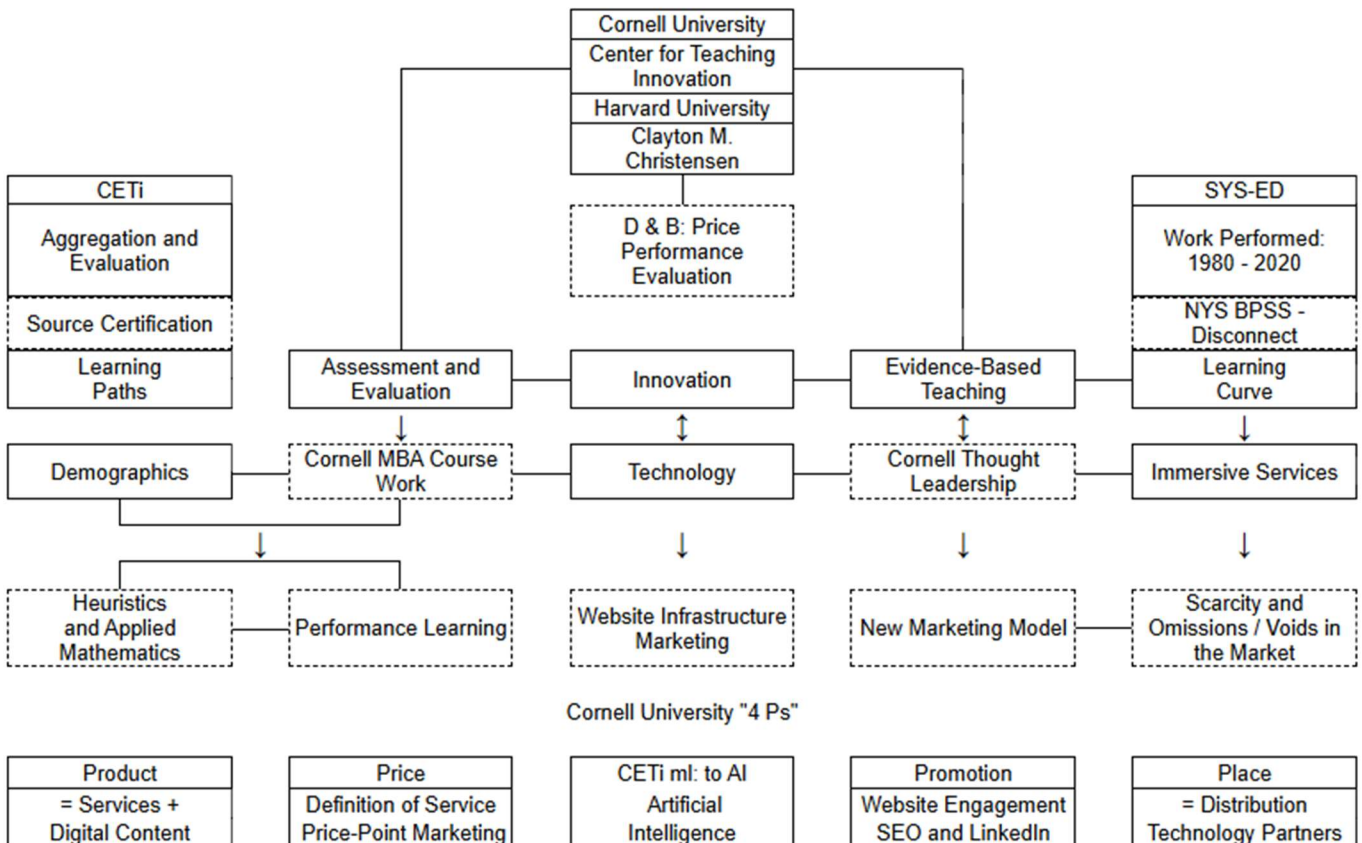 Cornell University
Center for Teaching
Innovation
Harvard University
Clayton M.
Christensen
CETi
Aggregation and
Evaluation
Source Certification
Learning
Paths
D & B: Price
Performance
Evaluation
SYS-ED
Work Performed:
1980 - 2020
NYS BPSS -
Disconnect
Learning
Curve
Assessment and
Evaluation
Innovation
Evidence-Based
Teaching
Demographics
Cornell MBA Course
Work
Technology
Cornell Thought
Leadership
Immersive Services
Heuristics
and Applied
Mathematics
Performance Learning
Website Infrastructure
Marketing
New Marketing Model
Scarcity and
Omissions / Voids in
the Market
Cornell University "4 Ps"
Product
= Services +
Digital Content
Price
Definition of Service
Price-Point Marketing
CETi ml: to AI
Artificial
Intelligence
Promotion
Website Engagement
SEO and LinkedIn
Place
= Distribution
Technology Partners